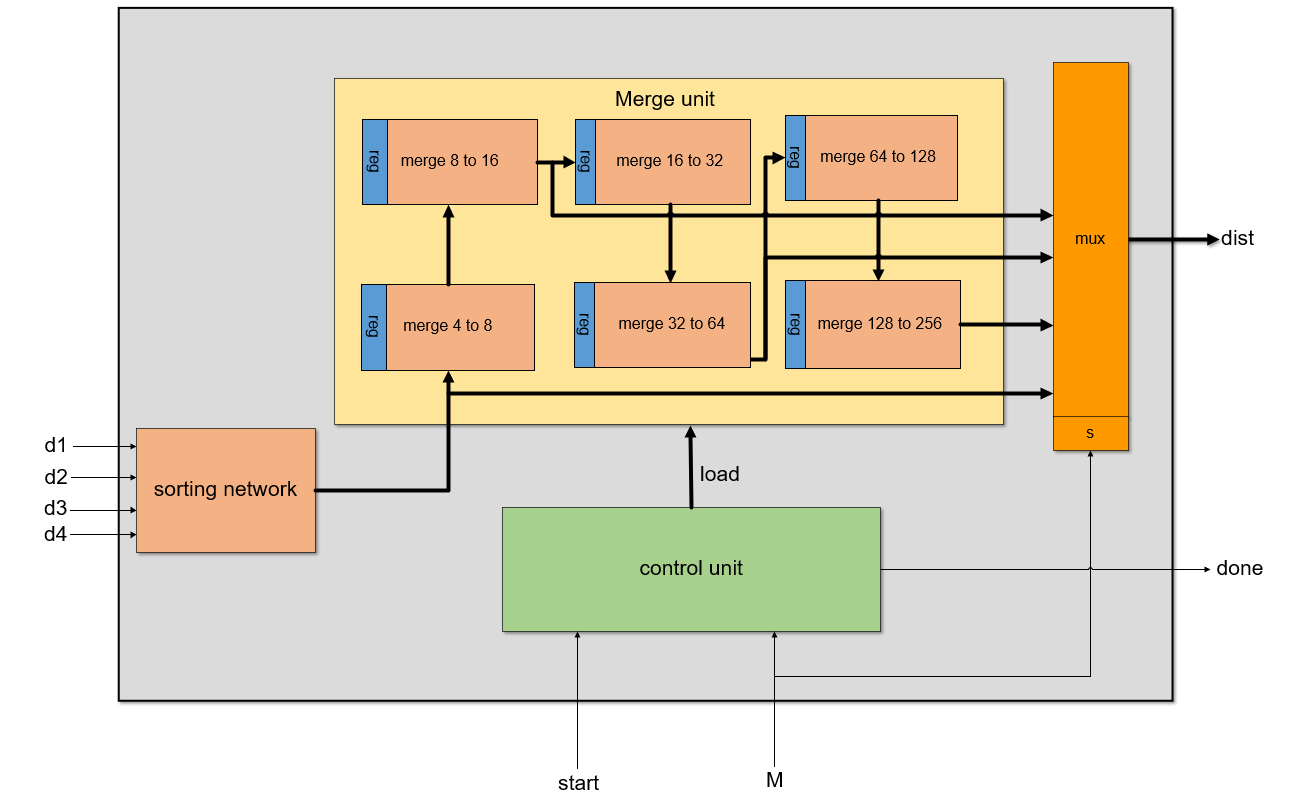 Merge unit
reg
merge 8 to 16
reg
merge 16 to 32
reg
merge 64 to 128
mux
dist
reg
merge 4 to 8
reg
merge 32 to 64
reg
merge 128 to 256
s
d1
d2
d3
d4
sorting network
load
control unit
done
start
M